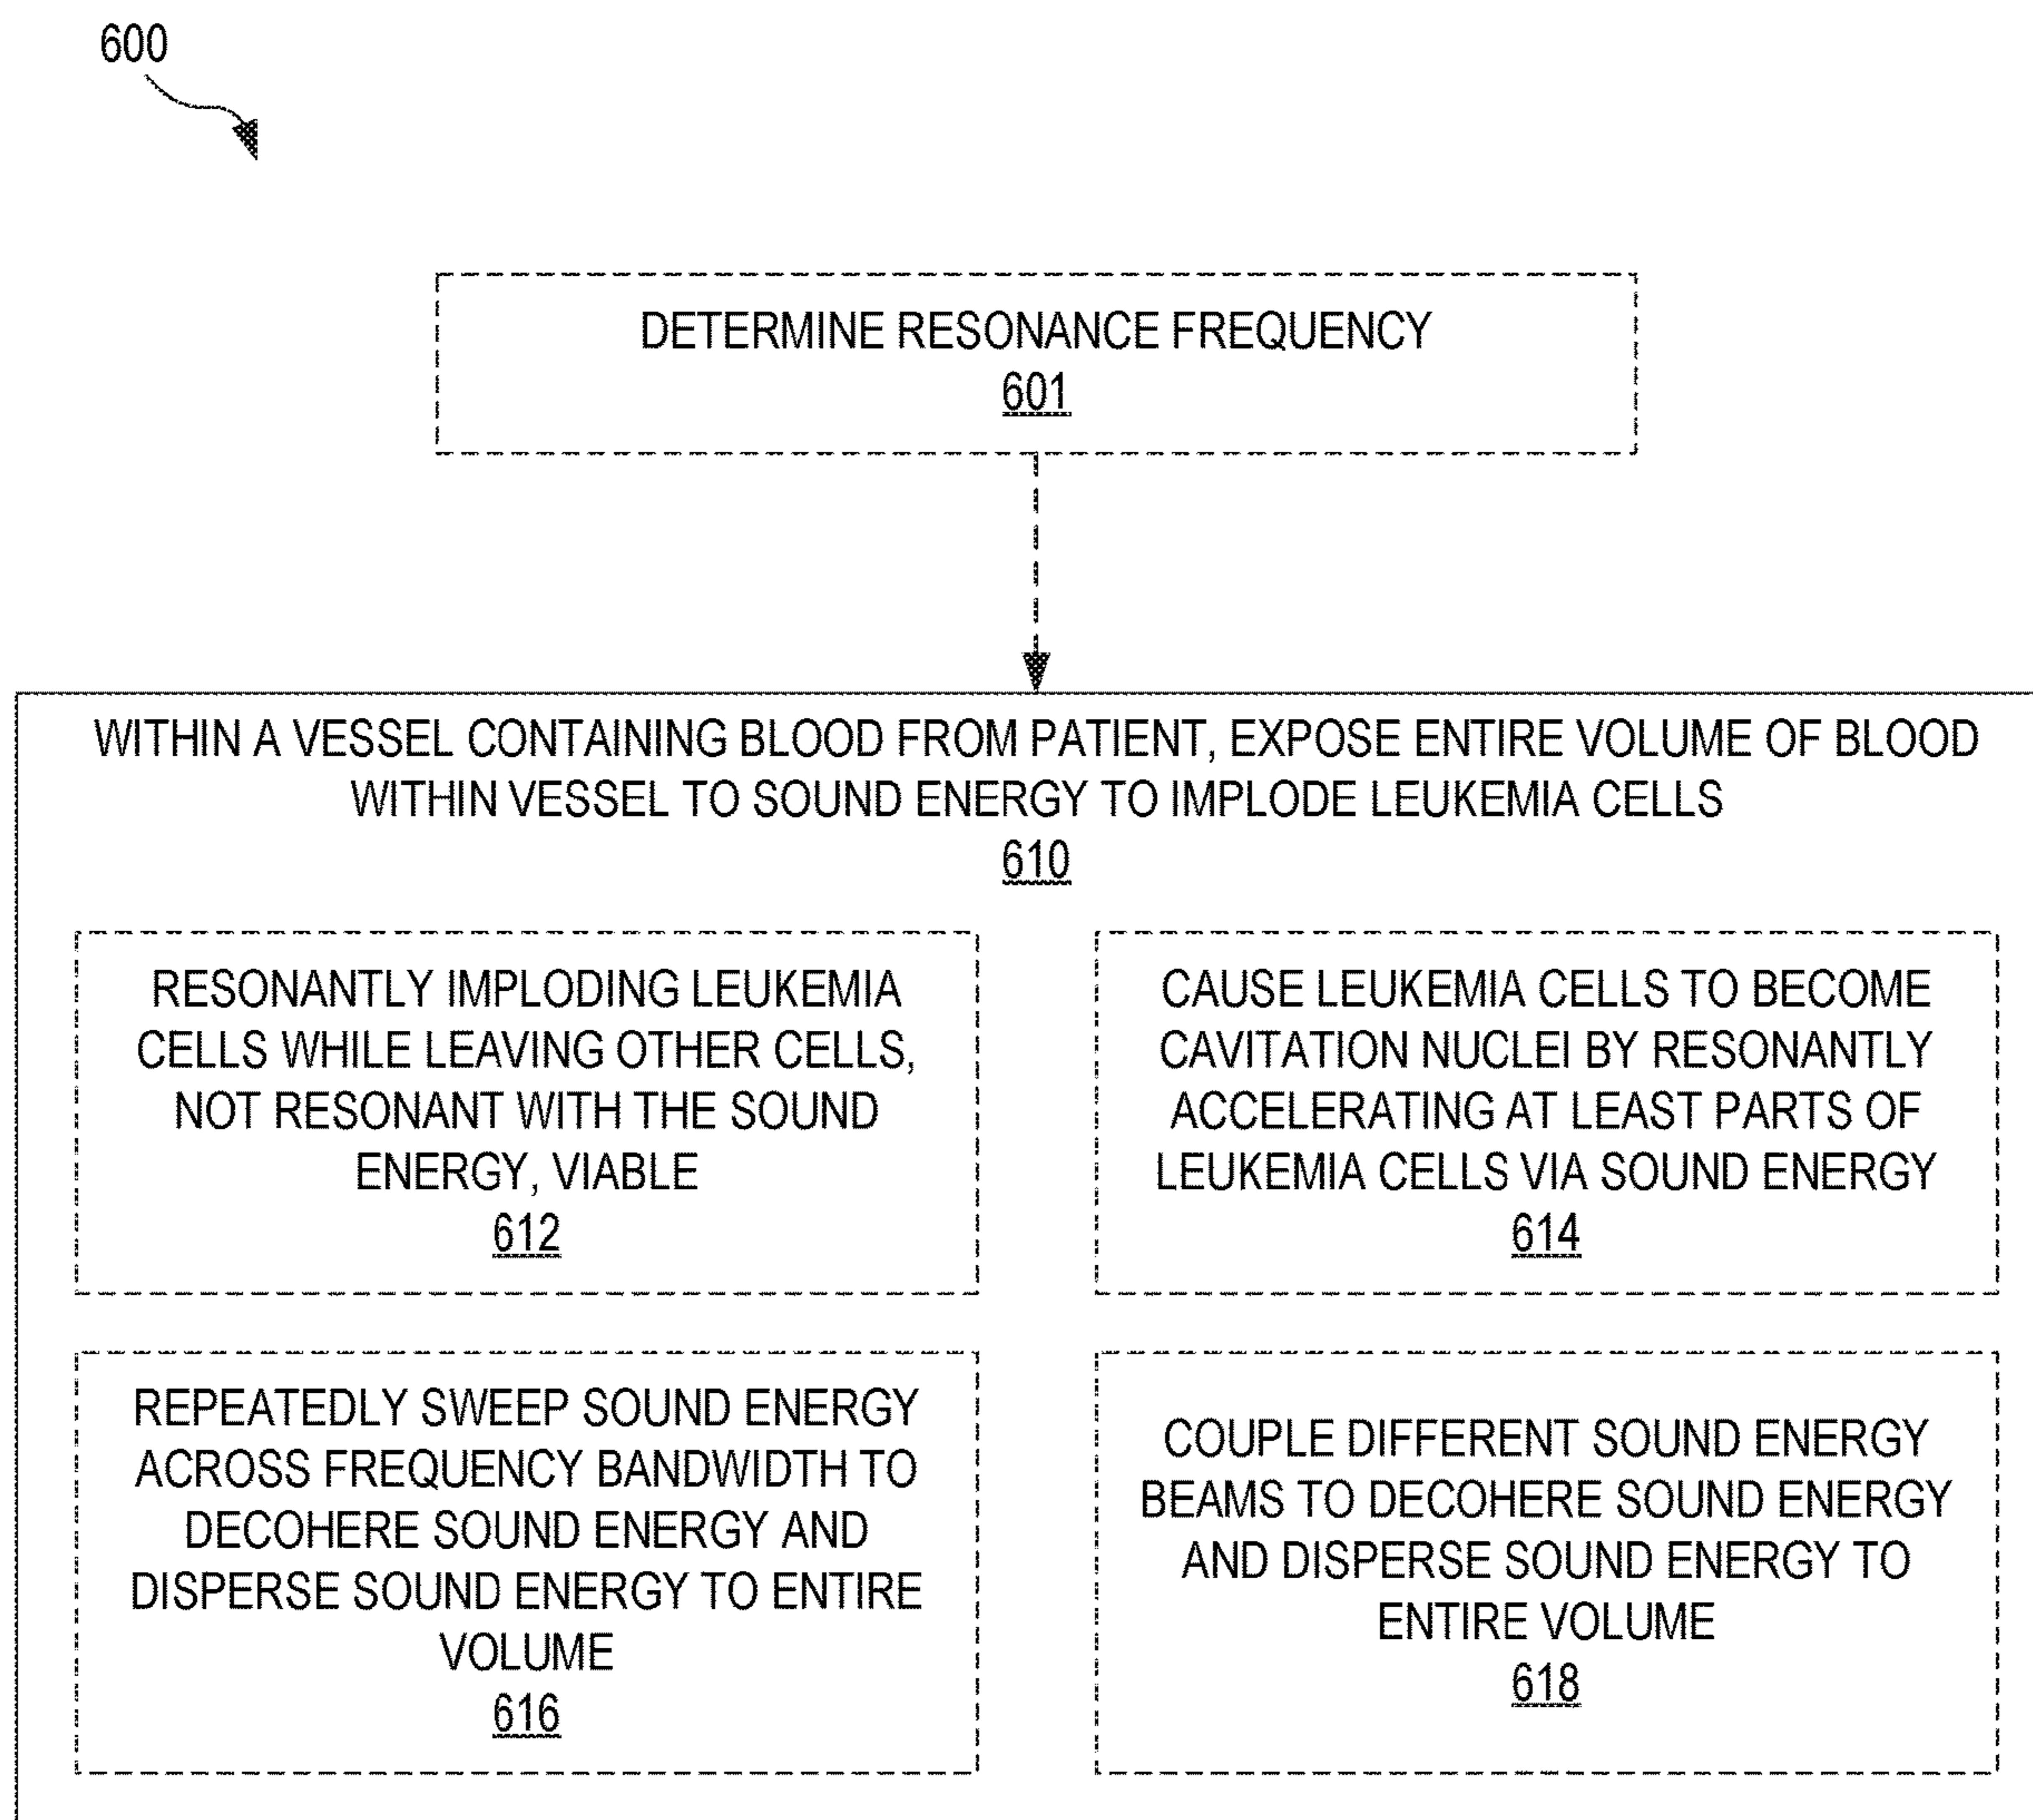 600
DETERMINE RESONANCE FREQUENCY
601
WITHIN A VESSEL CONTAINING BLOOD FROM PATIENT, EXPOSE ENTIRE VOLUME OF BLOOD
WITHIN VESSEL TO SOUND ENERGY TO IMPLODE LEUKEMIA CELLS
610
RESONANTLY IMPLODING LEUKEMIA
CELLS WHILE LEAVING OTHER CELLS,
NOT RESONANT WITH THE SOUND
ENERGY, VIABLE
612
CAUSE LEUKEMIA CELLS TO BECOME
CAVITATION NUCLEI BY RESONANTLY
ACCELERATING AT LEAST PARTS OF
LEUKEMIA CELLS VIA SOUND ENERGY
614
REPEATEDLY SWEEP SOUND ENERGY
ACROSS FREQUENCY BANDWIDTH TO
DECOHERE SOUND ENERGY AND
DISPERSE SOUND ENERGY TO ENTIRE
VOLUME
616
COUPLE DIFFERENT SOUND ENERGY
BEAMS TO DECOHERE SOUND ENERGY
AND DISPERSE SOUND ENERGY TO
ENTIRE VOLUME
618